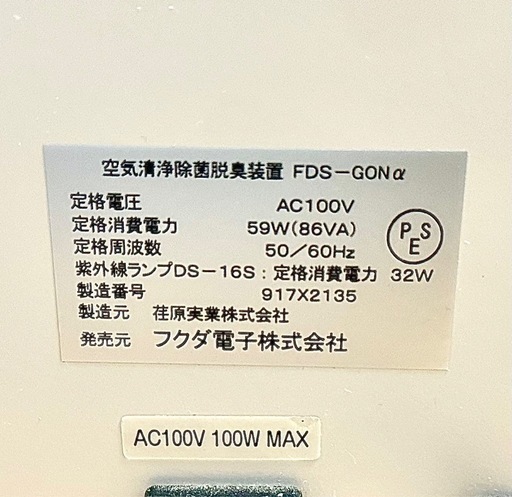 空気清浄除菌脱臭装置 FDS-GONα
定格電圧 AC100V
定格消費電力 59W(86VA)
定格周波数 50/60Hz
PSE
紫外線ランプDS-16S:定格消費電力 32W
製造番号 917X2135
製造元 荏原実業株式会社
発売元 フクダ電子株式会社
AC100V 100W MAX